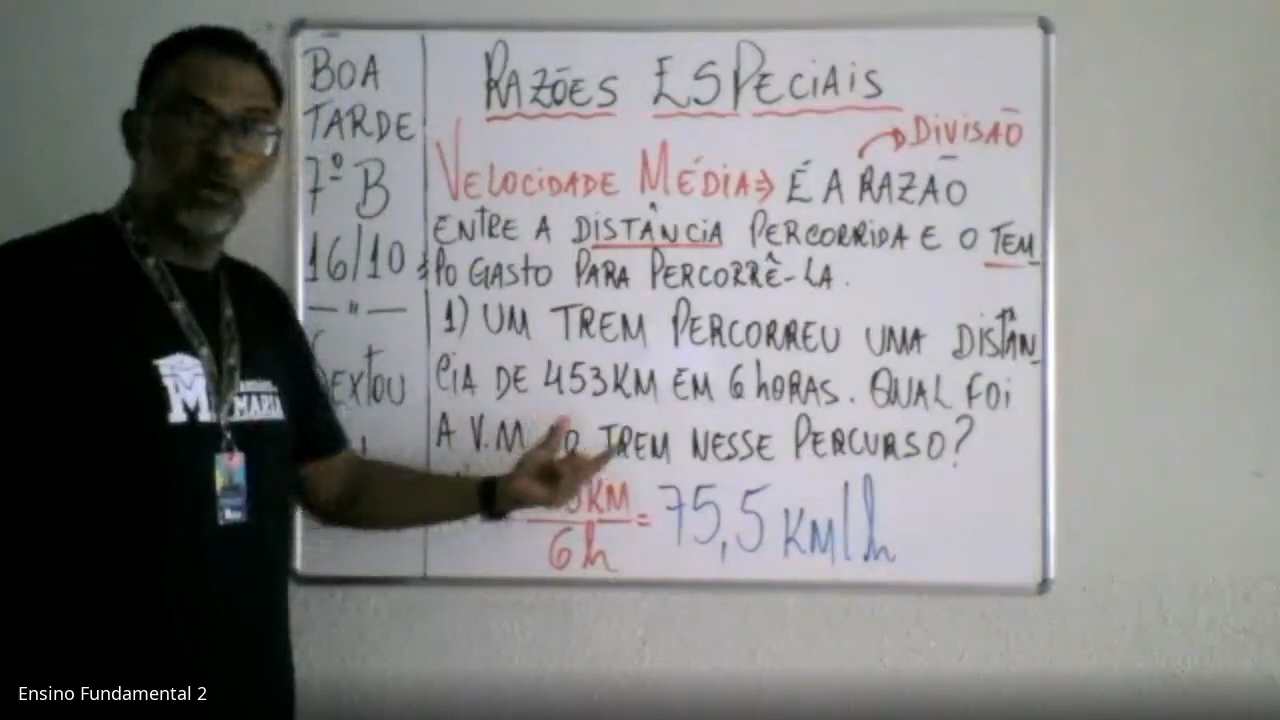 BOA
TARDE
7º B
16/10
— " —
SEXTOU
RAZÕES ESPECIAIS
DIVISÃO
VELOCIDADE MÉDIA ⇒ É A RAZÃO
ENTRE A DISTÂNCIA PERCORRIDA E O TEM
PO GASTO PARA PERCORRÊ-LA.
1) UM TREM PERCORREU UMA DISTÂN_
CIA DE 453KM EM 6 hORAS. QUAL FOI
A V.M TREM NESSE PERCURSO?
KM
6h
= 75,5 KM/h
M
MARIA
Ensino Fundamental 2